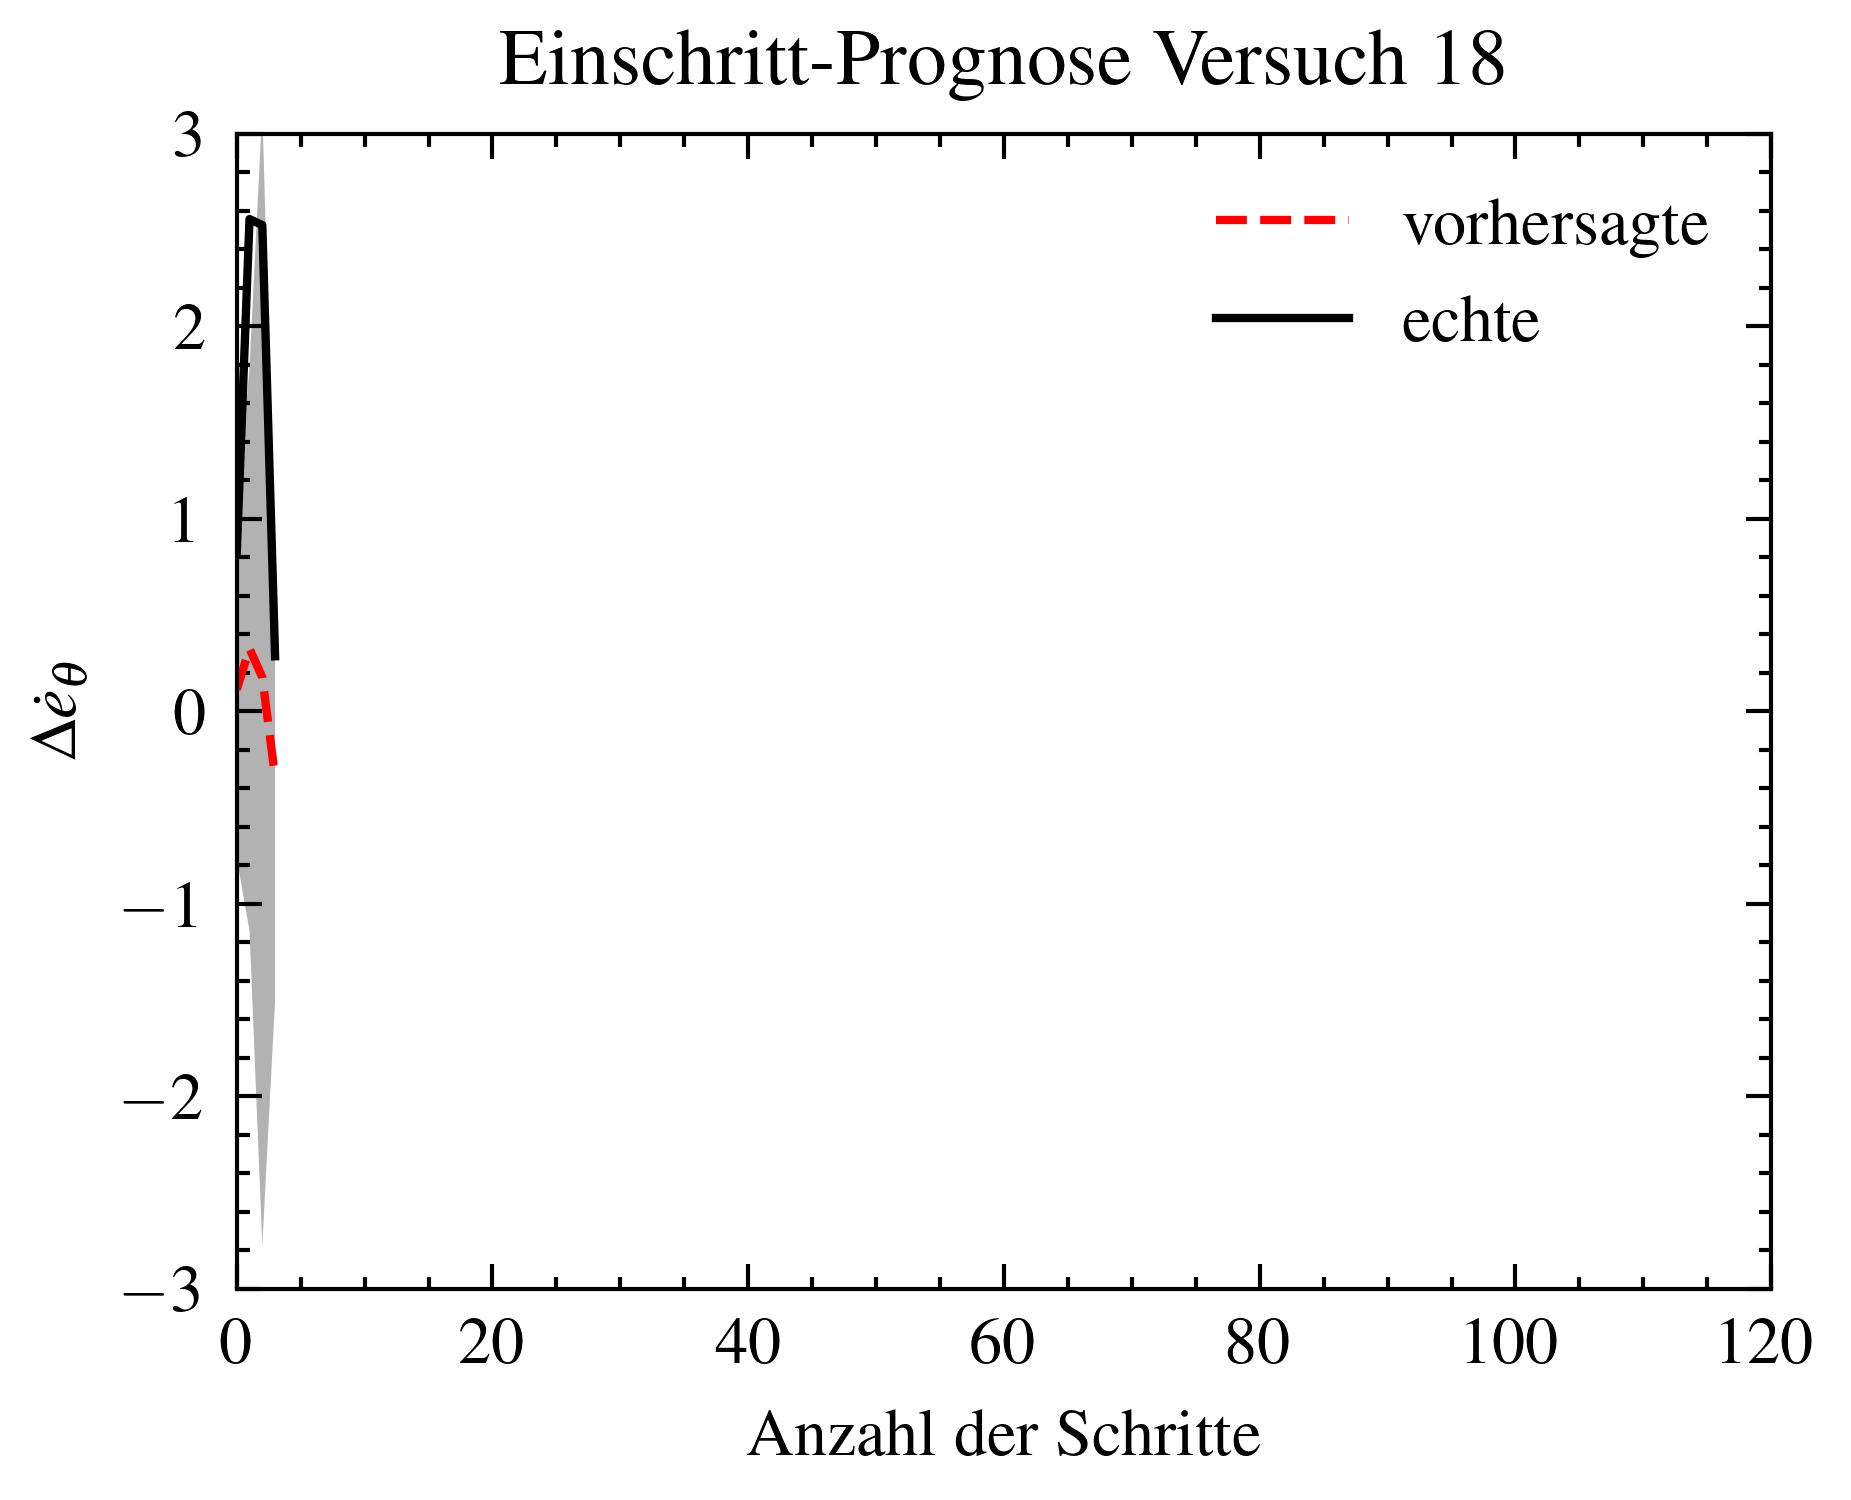 Einschritt-Prognose Versuch 18
3
2
1
0
−1
−2
−3
Δėθ
vorhersagte
echte
0 20 40 60 80 100 120
Anzahl der Schritte